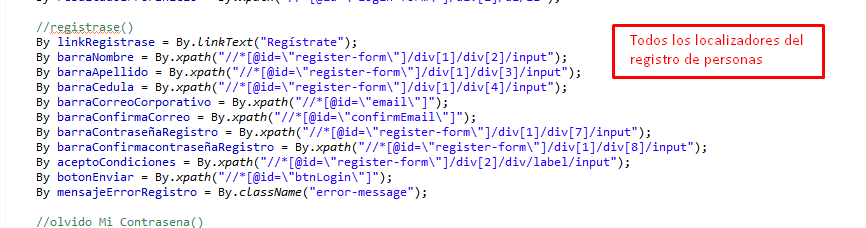 //registrase()
By linkRegistrase = By.linkText("Regístrate");
By barraNombre = By.xpath("//*[@id=\"register-form\"]/div[1]/div[2]/input");
By barraApellido = By.xpath("//*[@id=\"register-form\"]/div[1]/div[3]/input");
By barraCedula = By.xpath("//*[@id=\"register-form\"]/div[1]/div[4]/input");
By barraCorreoCorporativo = By.xpath("//*[@id=\"email\"]");
By barraConfirmaCorreo = By.xpath("//*[@id=\"confirmEmail\"]");
By barraContraseñaRegistro = By.xpath("//*[@id=\"register-form\"]/div[1]/div[7]/input");
By barraConfirmacontraseñaRegistro = By.xpath("//*[@id=\"register-form\"]/div[1]/div[8]/input");
By aceptoCondiciones = By.xpath("//*[@id=\"register-form\"]/div[2]/div/label/input");
By botonEnviar = By.xpath("//*[@id=\"btnLogin\"]");
By mensajeErrorRegistro = By.className("error-message");
//olvido Mi Contrasena()
Todos los localizadores del
registro de personas